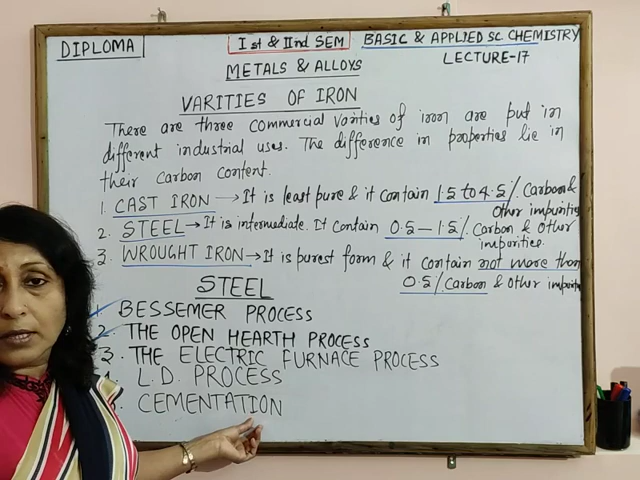 DIPLOMA
Ist & IInd SEM BASIC & APPLIED SC CHEMISTRY
METALS & ALLOYS LECTURE-17
VARITIES OF IRON
There are three commercial varities of iron are put in
different industrial uses. The difference in properties lie in
their carbon content.
1. CAST IRON → It is least pure & it contain 1.5 to 4.5% Carbon &
Other impurities
2. STEEL → It is intermediate. It contain 0.5 – 1.5% Carbon & other
impurities.
3. WROUGHT IRON → It is purest form & it contain not more than
0.5% Carbon & other
STEEL
1. BESSEMER PROCESS
2. THE OPEN HEARTH PROCESS
3. THE ELECTRIC FURNACE PROCESS
L.D. PROCESS
CEMENTATION